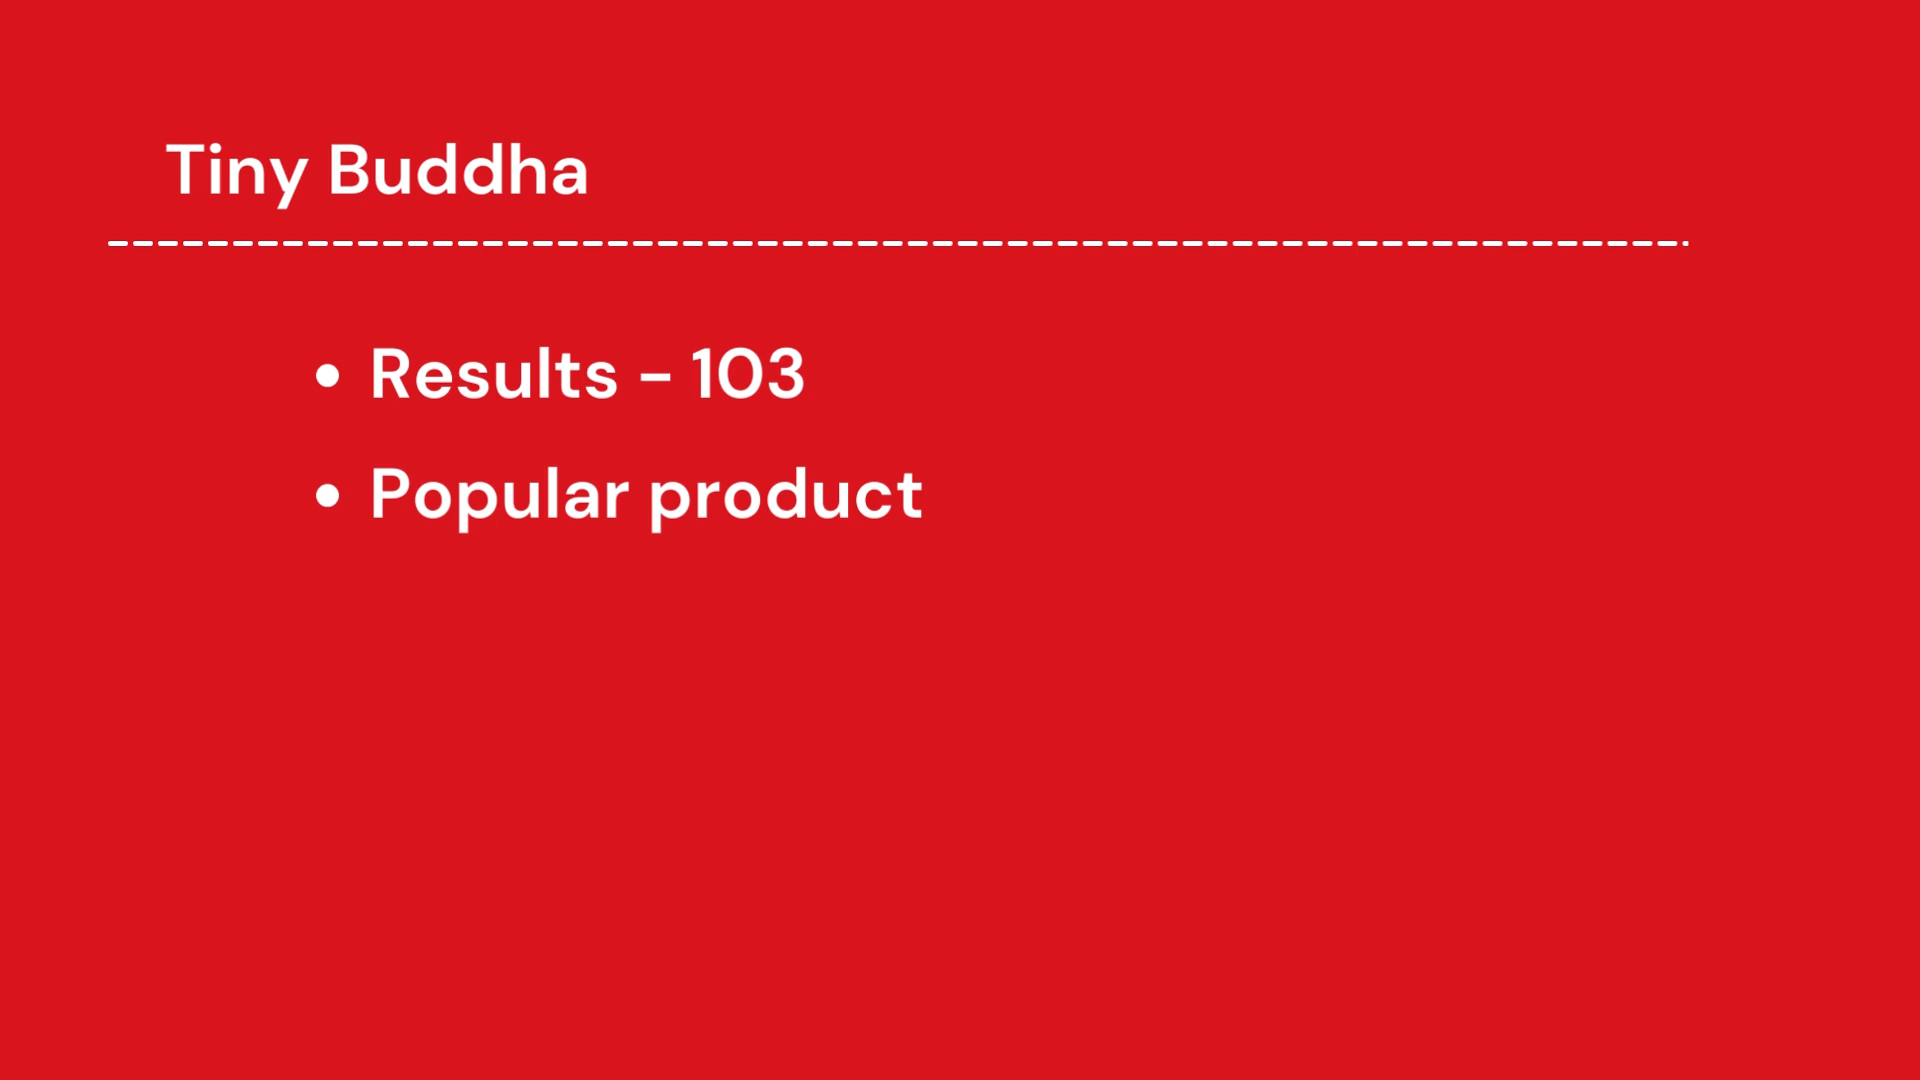 Tiny Buddha
• Results – 103
• Popular product